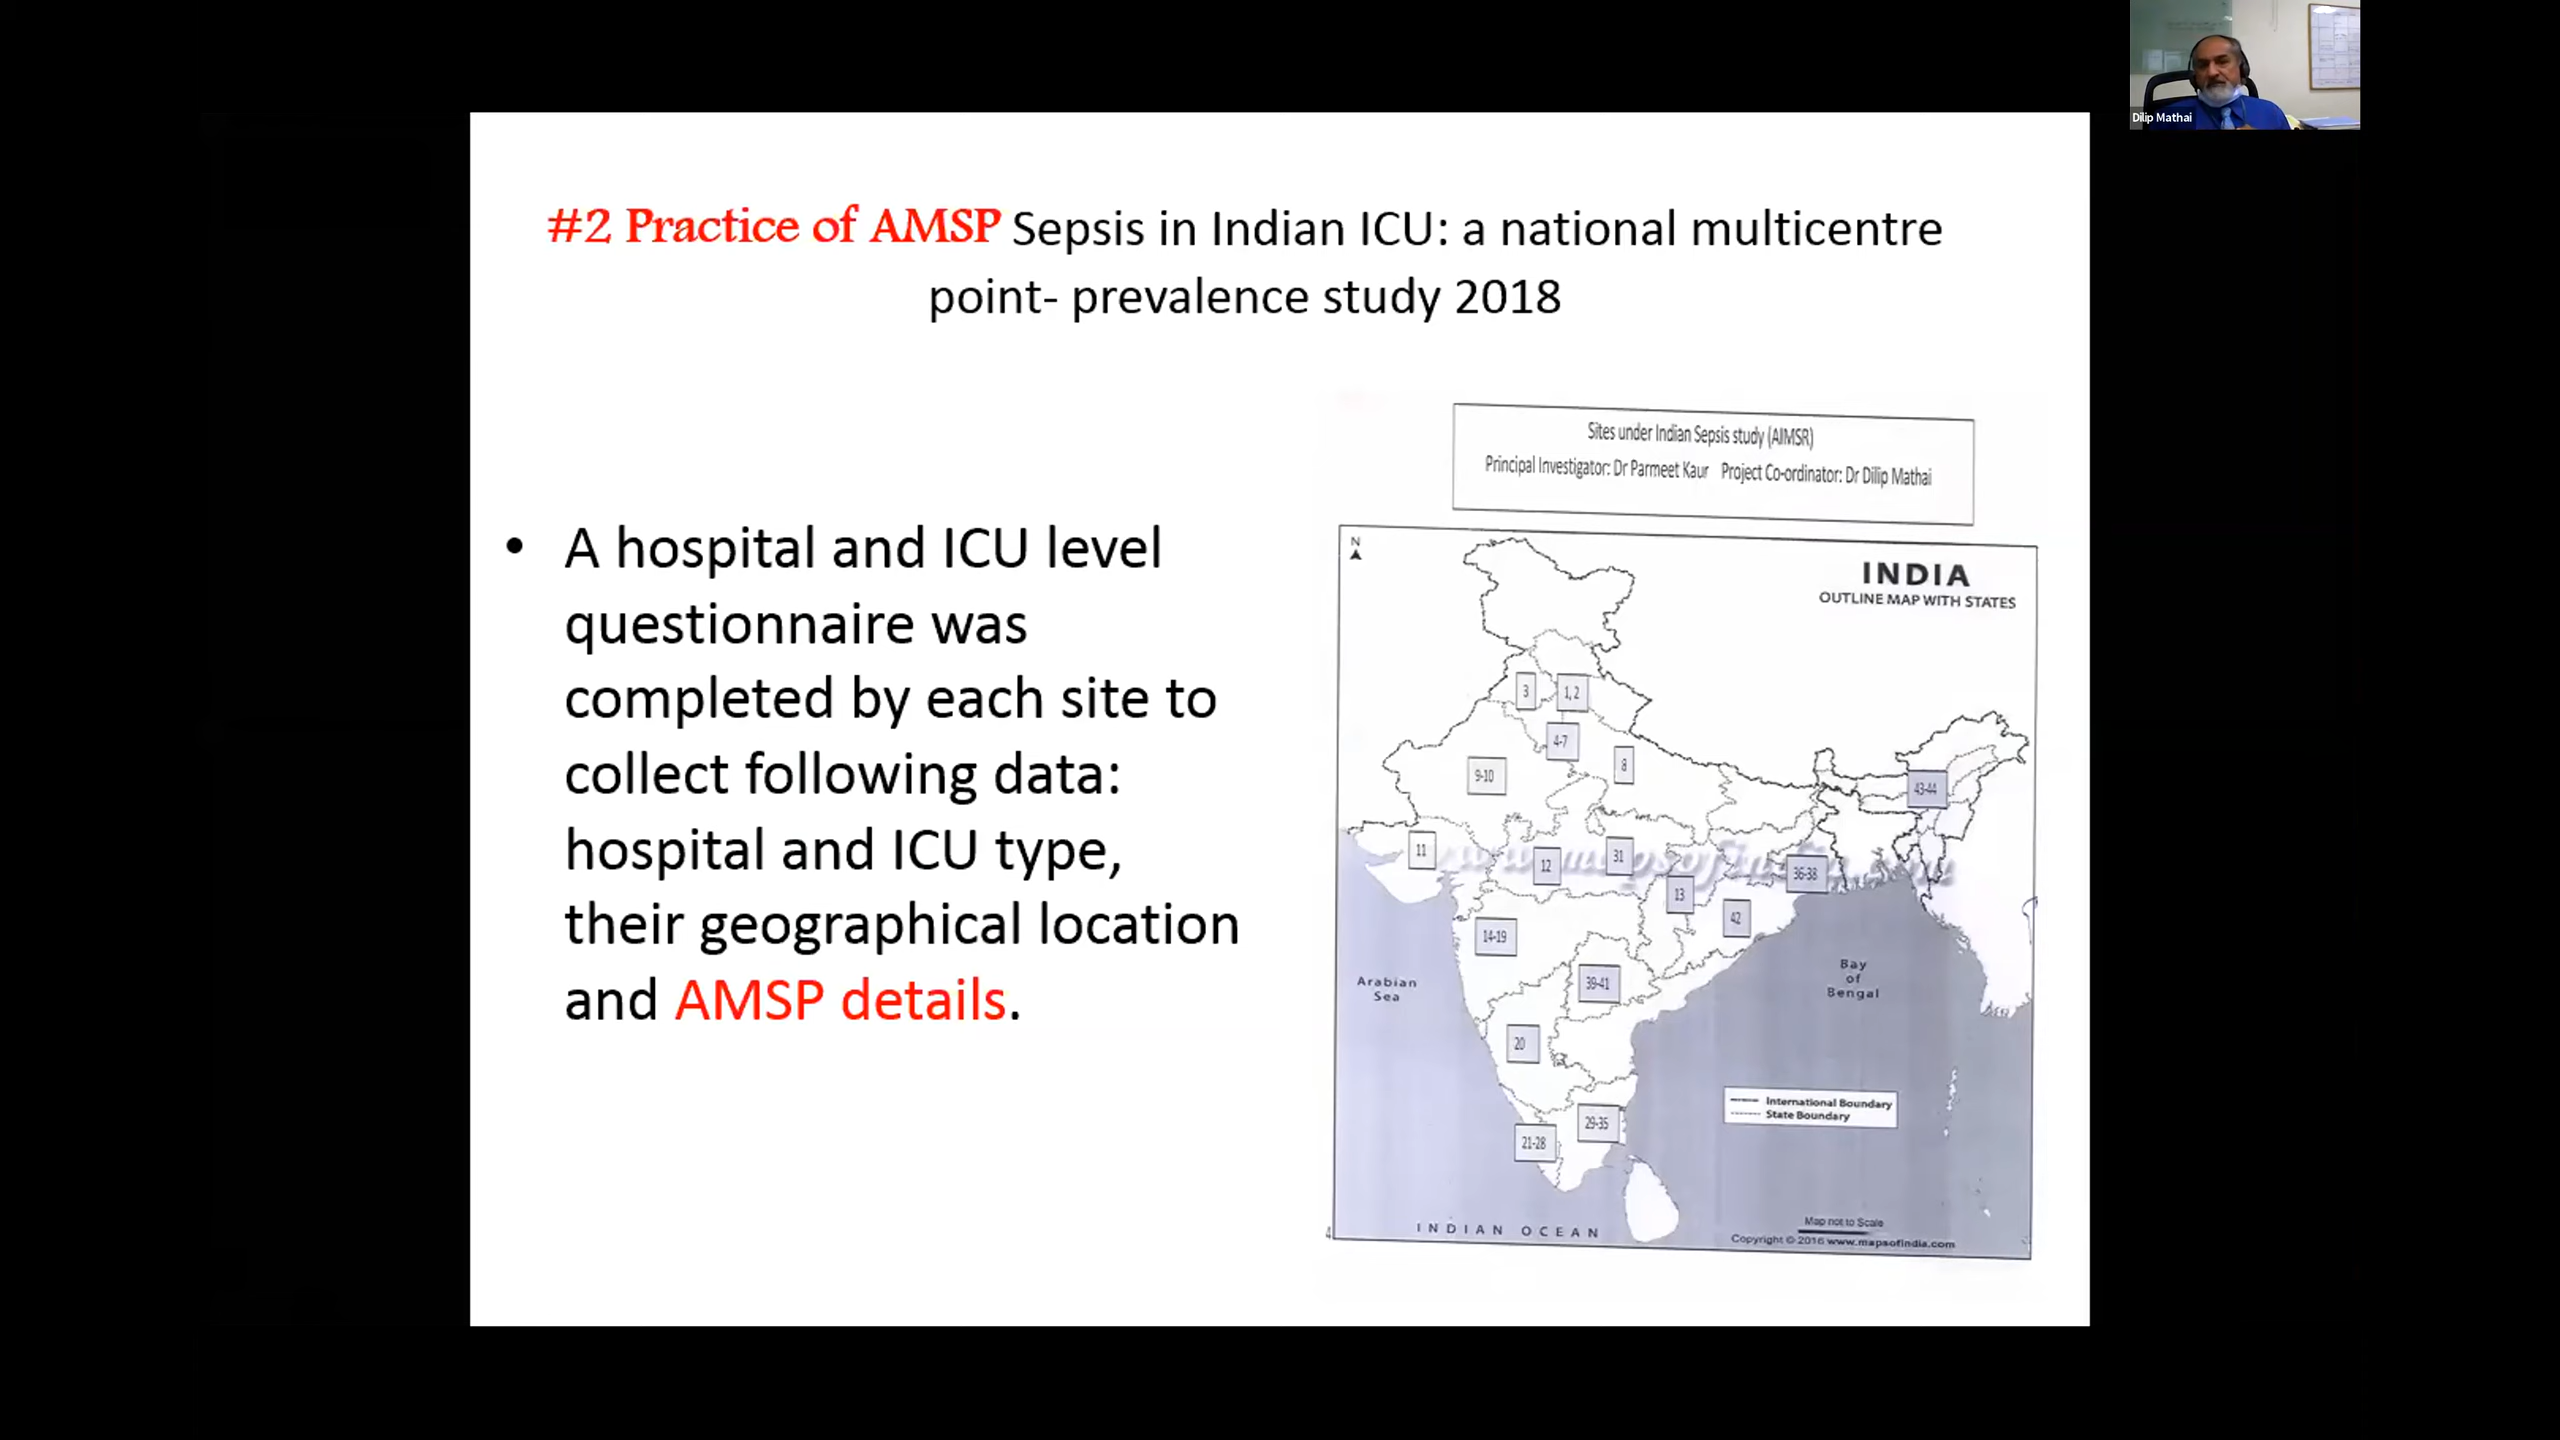 Dilip Mathai
#2 Practice of AMSP Sepsis in Indian ICU: a national multicentre
point- prevalence study 2018
• A hospital and ICU level
questionnaire was
completed by each site to
collect following data:
hospital and ICU type,
their geographical location
and AMSP details.
Sites under Indian Sepsis study (AIMSR)
Principal Investigator: Dr Parmeet Kaur Project Co-ordinator: Dr Dilip Mathai
N
INDIA
OUTLINE MAP WITH STATES
3
1, 2
4-7
8
9-10
43-44
11
12
31
www.mapsofindia.com
13
36-38
42
14-19
39-41
Arabian
Sea
Bay
of
Bengal
20
International Boundary
State Boundary
29-35
21-28
INDIAN OCEAN
Map not to Scale
Copyright © 2016 www.mapsofindia.com
4